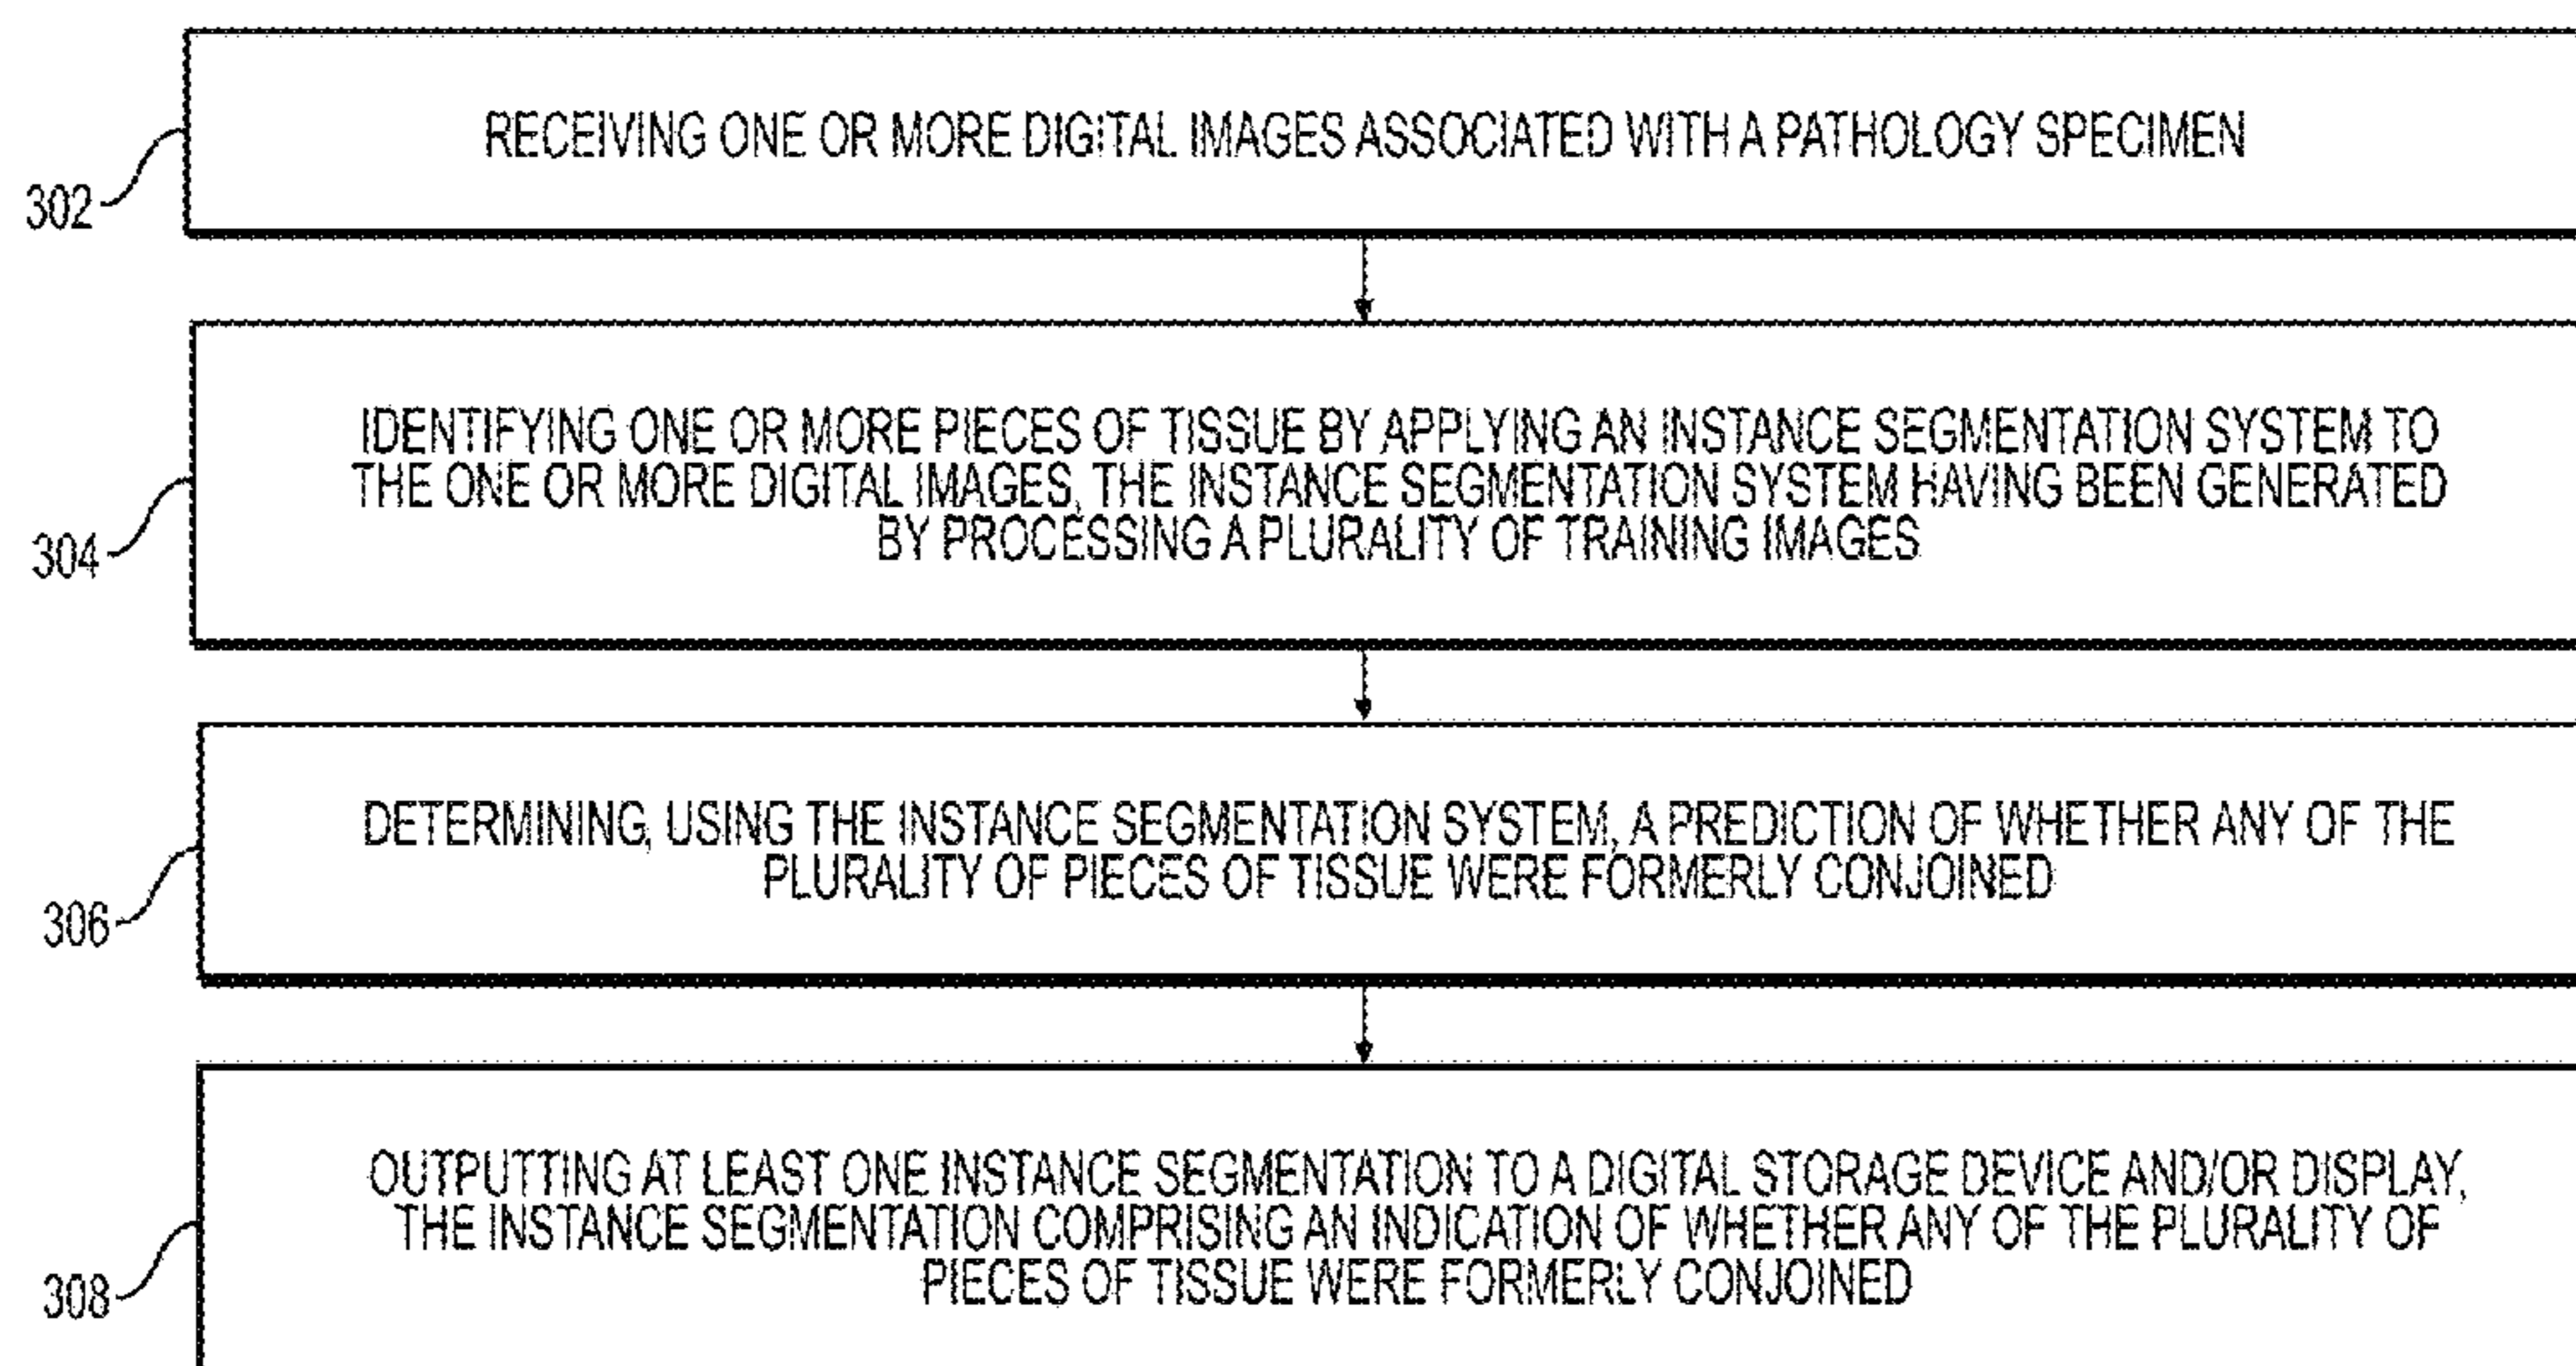 RECEIVING ONE OR MORE DIGITAL IMAGES ASSOCIATED WITH A PATHOLOGY SPECIMEN
302
IDENTIFYING ONE OR MORE PIECES OF TISSUE BY APPLYING AN INSTANCE SEGMENTATION SYSTEM TO
THE ONE OR MORE DIGITAL IMAGES, THE INSTANCE SEGMENTATION SYSTEM HAVING BEEN GENERATED
BY PROCESSING A PLURALITY OF TRAINING IMAGES
304
DETERMINING, USING THE INSTANCE SEGMENTATION SYSTEM, A PREDICTION OF WHETHER ANY OF THE
PLURALITY OF PIECES OF TISSUE WERE FORMERLY CONJOINED
306
OUTPUTTING AT LEAST ONE INSTANCE SEGMENTATION TO A DIGITAL STORAGE DEVICE AND/OR DISPLAY,
THE INSTANCE SEGMENTATION COMPRISING AN INDICATION OF WHETHER ANY OF THE PLURALITY OF
PIECES OF TISSUE WERE FORMERLY CONJOINED
308